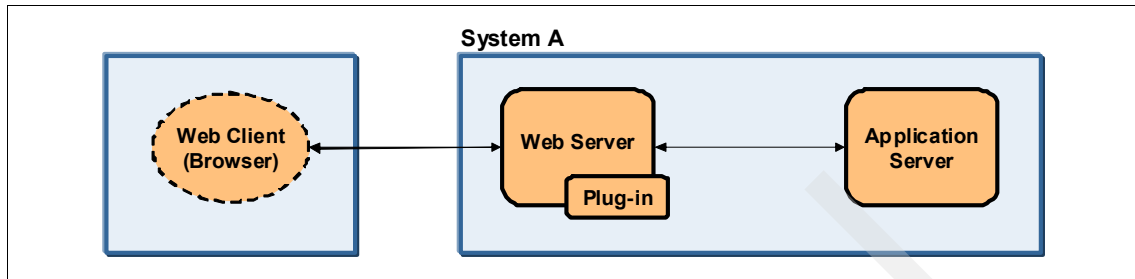 System A
Web Client
(Browser)
Web Server
Plug-in
Application
Server